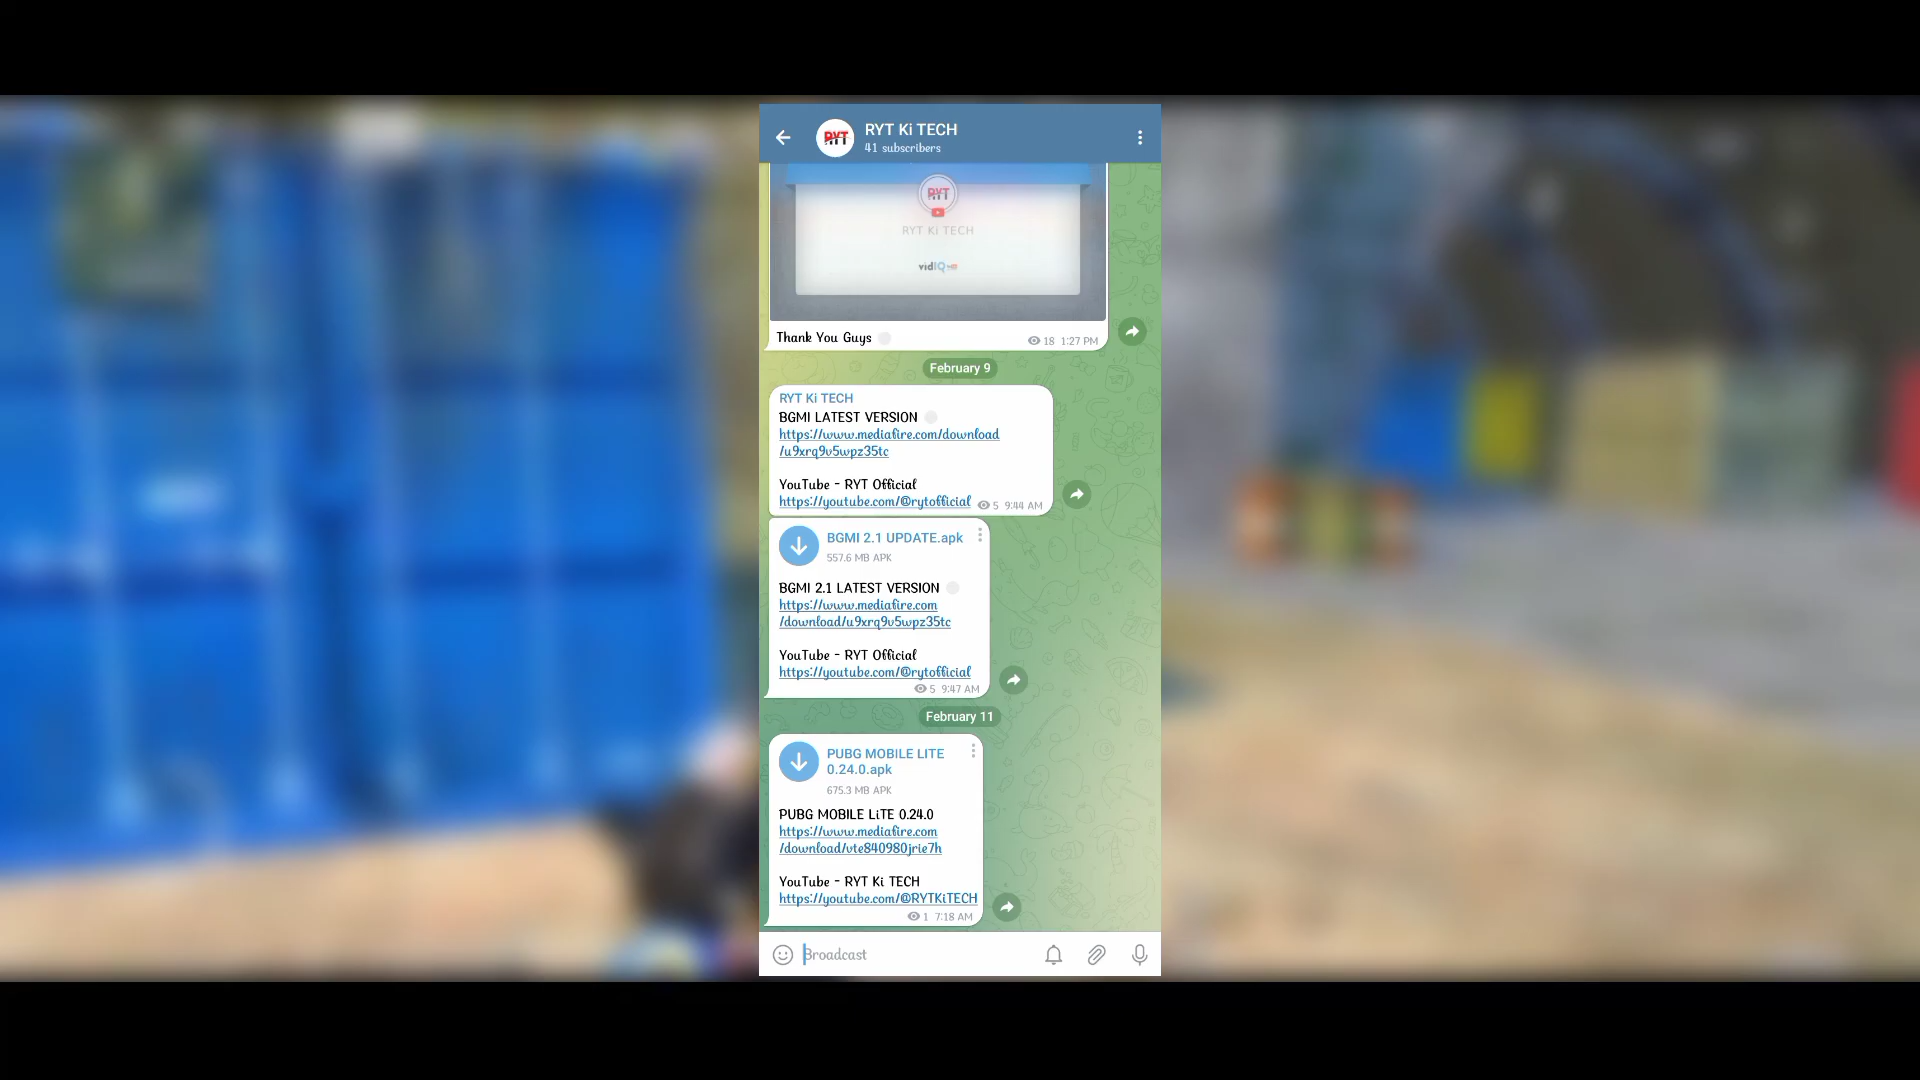 RYT Ki TECH
41 subscribers
RYT
RYT
RYT Ki TECH
vidIQ
Thank You Guys
18 1:27 PM
February 9
RYT Ki TECH
BGMI LATEST VERSION
https://www.mediafire.com/download
/u9xrq9v5wpz35tc
YouTube - RYT Official
https://youtube.com/@rytofficial 5 9:44 AM
BGMI 2.1 UPDATE.apk
557.6 MB APK
BGMI 2.1 LATEST VERSION
https://www.mediafire.com
/download/u9xrq9v5wpz35tc
YouTube - RYT Official
https://youtube.com/@rytofficial
5 9:47 AM
February 11
PUBG MOBILE LITE
0.24.0.apk
675.3 MB APK
PUBG MOBILE LiTE 0.24.0
https://www.mediafire.com
/download/vte840980jrie7h
YouTube - RYT Ki TECH
https://youtube.com/@RYTKiTECH
1 7:18 AM
Broadcast